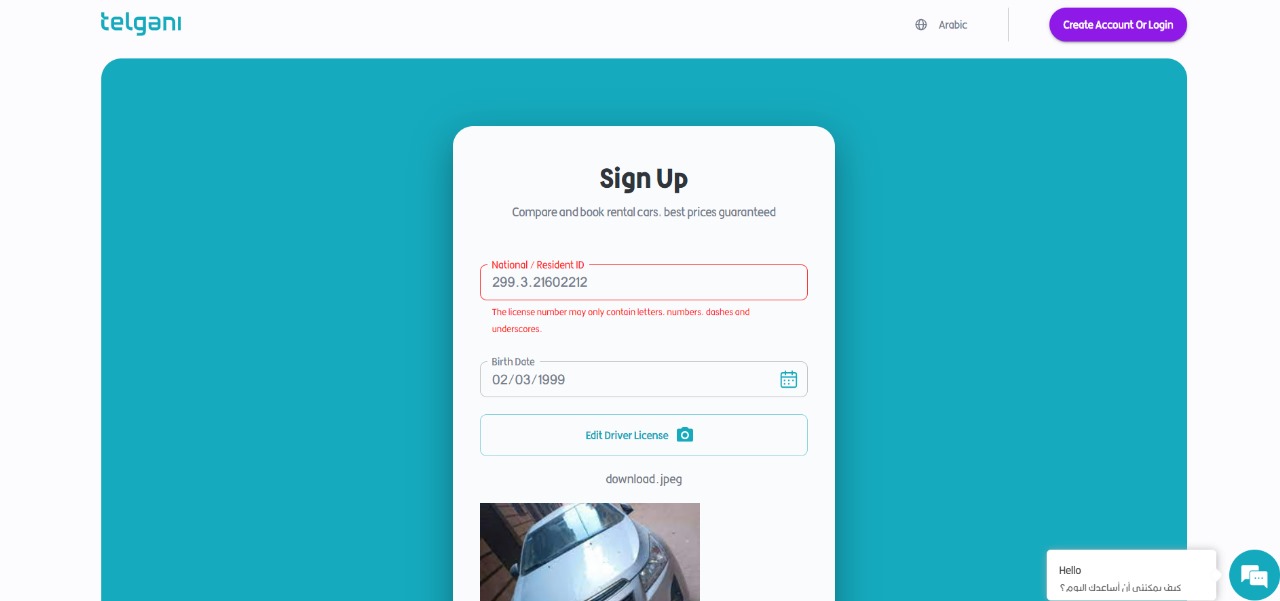 telgani
Arabic
Create Account Or Login
Sign Up
Compare and book rental cars. best prices guaranteed
National / Resident ID
299.3.21602212
The license number may only contain letters. numbers. dashes and
underscores.
Birth Date
02/03/1999
Edit Driver License
download.jpeg
Hello
كيف يمكنني أن أساعدك اليوم؟